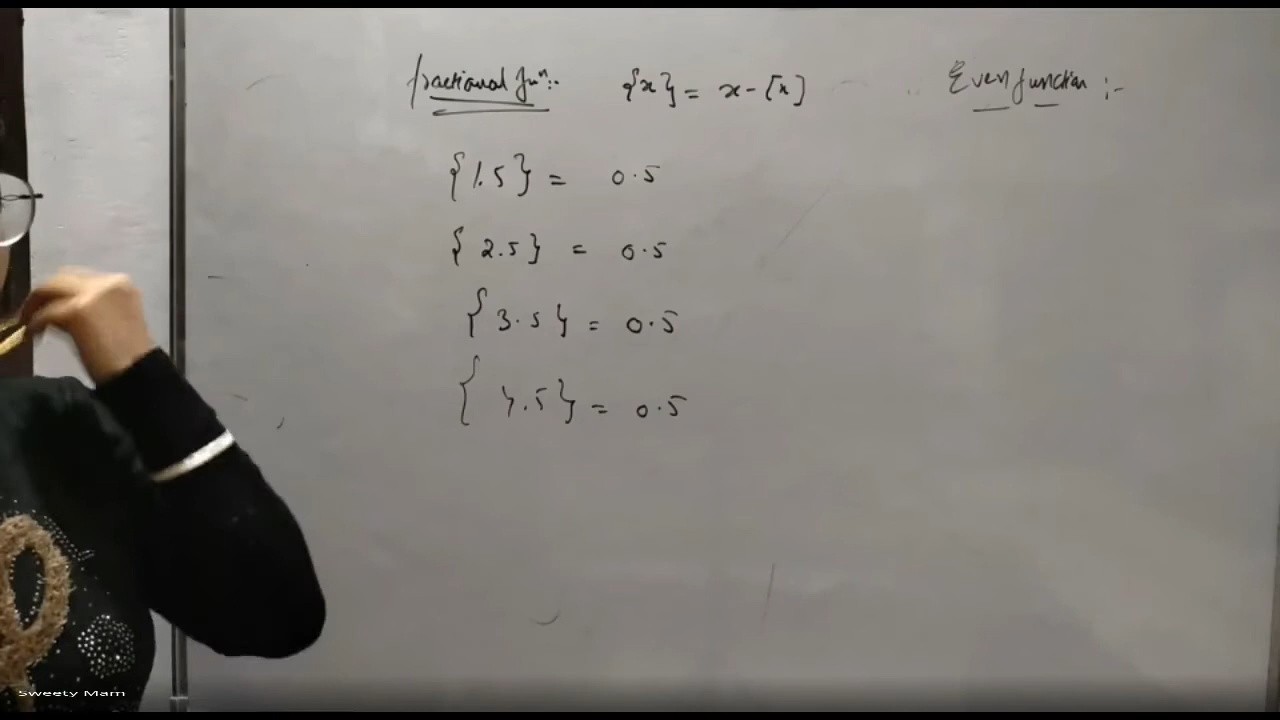 fractional fun:- {x} = x - [x]
{1.5} = 0.5
{2.5} = 0.5
{3.5} = 0.5
{4.5} = 0.5
Even function :-
Sweety Mam